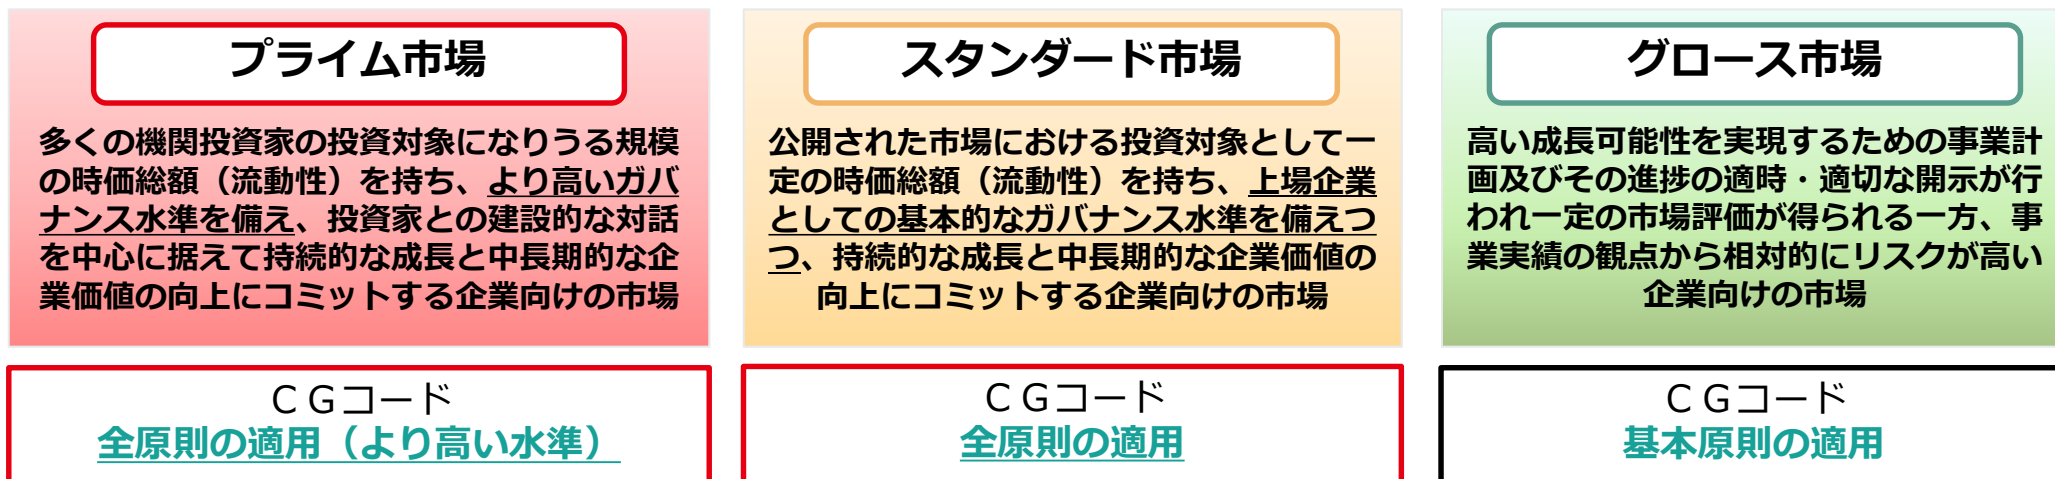 プライム市場
多くの機関投資家の投資対象になりうる規模
の時価総額（流動性）を持ち、より高いガバ
ナンス水準を備え、投資家との建設的な対話
を中心に据えて持続的な成長と中長期的な企
業価値の向上にコミットする企業向けの市場
ＣＧコード
全原則の適用（より高い水準）
スタンダード市場
公開された市場における投資対象として一
定の時価総額（流動性）を持ち、上場企業
としての基本的なガバナンス水準を備えつ
つ、持続的な成長と中長期的な企業価値の
向上にコミットする企業向けの市場
ＣＧコード
全原則の適用
グロース市場
高い成長可能性を実現するための事業計
画及びその進捗の適時・適切な開示が行
われ一定の市場評価が得られる一方、事
業実績の観点から相対的にリスクが高い
企業向けの市場
ＣＧコード
基本原則の適用